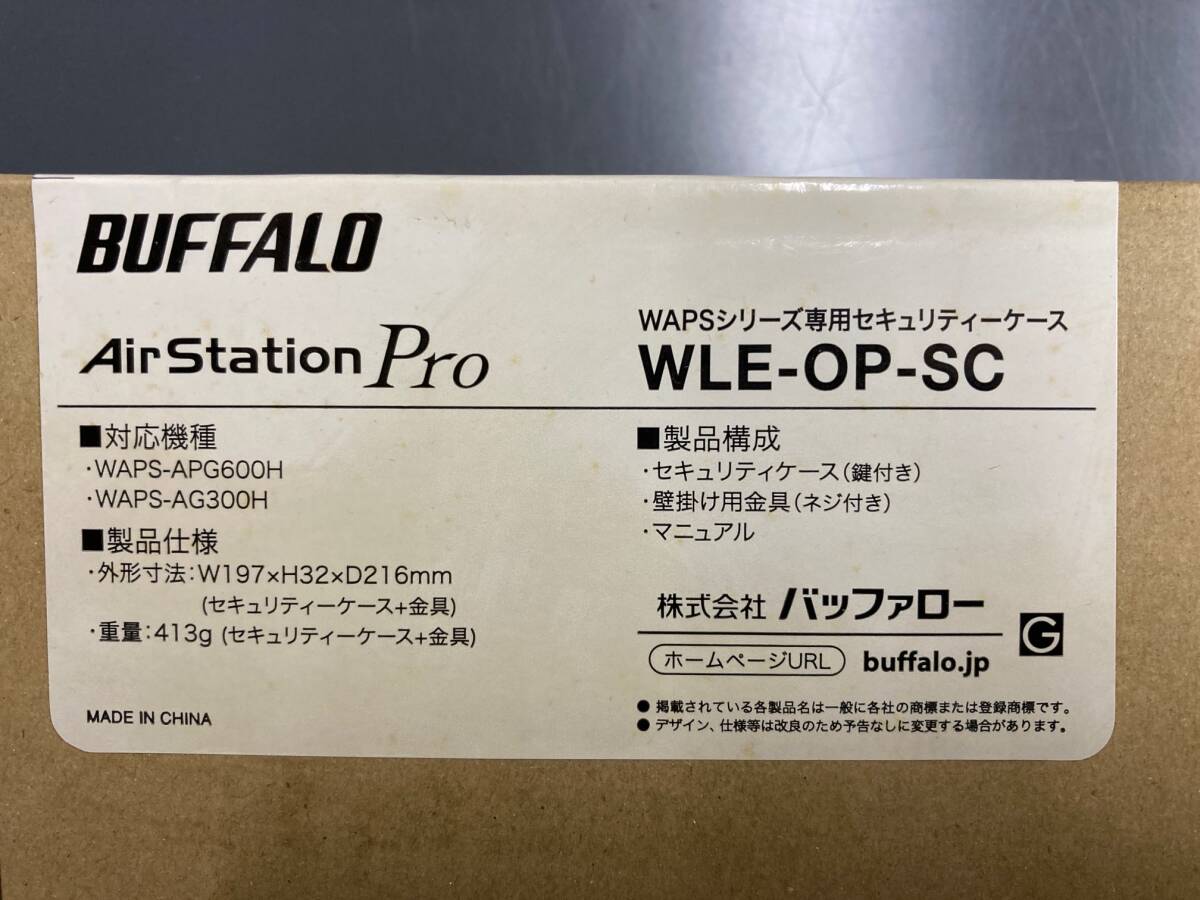 BUFFALO
AirStation Pro
WAPSシリーズ専用セキュリティーケース
WLE-OP-SC
■対応機種
・WAPS-APG600H
・WAPS-AG300H
■製品仕様
・外形寸法：W197×H32×D216mm
(セキュリティーケース+金具)
・重量：413g (セキュリティーケース+金具)
MADE IN CHINA
■製品構成
・セキュリティケース（鍵付き）
・壁掛け用金具（ネジ付き）
・マニュアル
株式会社 バッファロー
G
ホームページURL buffalo.jp
● 掲載されている各製品名は一般に各社の商標または登録商標です。
● デザイン、仕様等は改良のため予告なしに変更する場合があります。